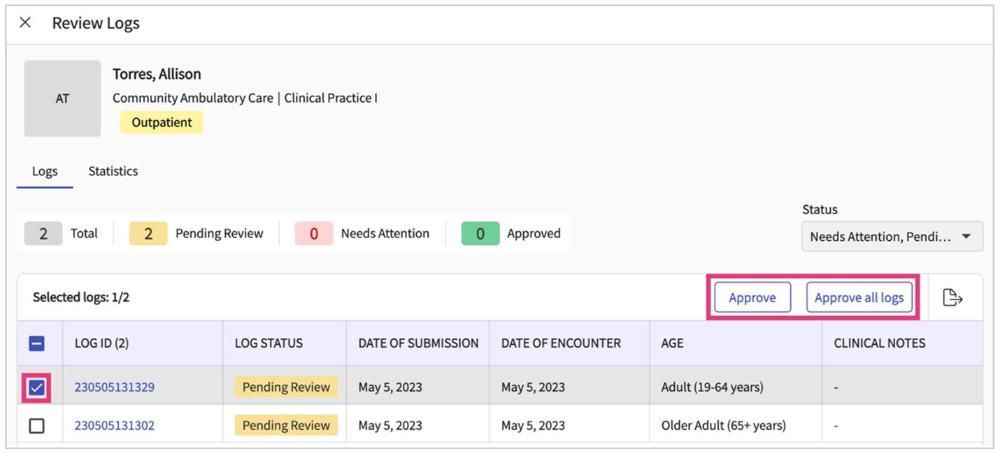 Review Logs
AT
Torres, Allison
Community Ambulatory Care | Clinical Practice I
Outpatient
Logs Statistics
Status
2 Total 2 Pending Review 0 Needs Attention 0 Approved
Needs Attention, Pendi...
Selected logs: 1/2 Approve Approve all logs
LOG ID (2) LOG STATUS DATE OF SUBMISSION DATE OF ENCOUNTER AGE CLINICAL NOTES
230505131329 Pending Review May 5, 2023 May 5, 2023 Adult (19-64 years) -
230505131302 Pending Review May 5, 2023 May 5, 2023 Older Adult (65+ years) -